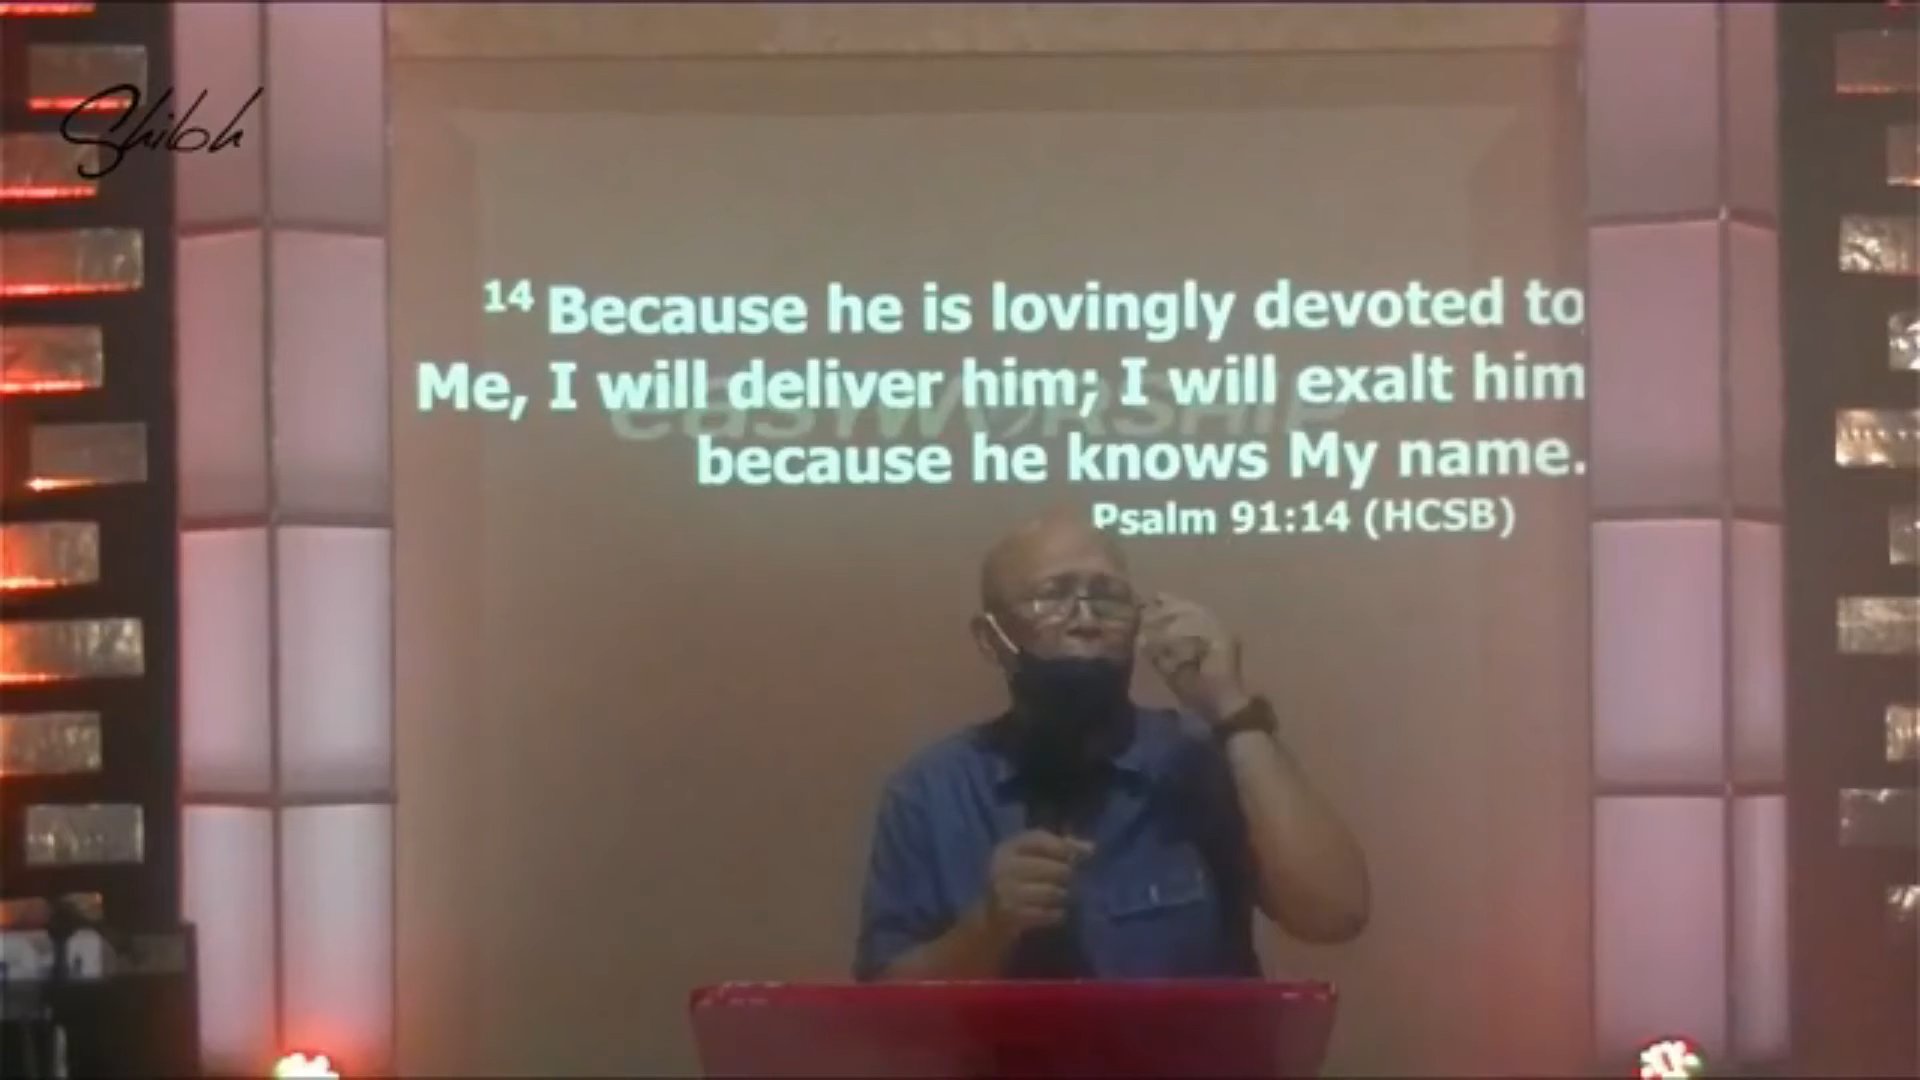 Shiloh
14 Because he is lovingly devoted to
Me, I will deliver him; I will exalt him
easyworship
because he knows My name.
Psalm 91:14 (HCSB)